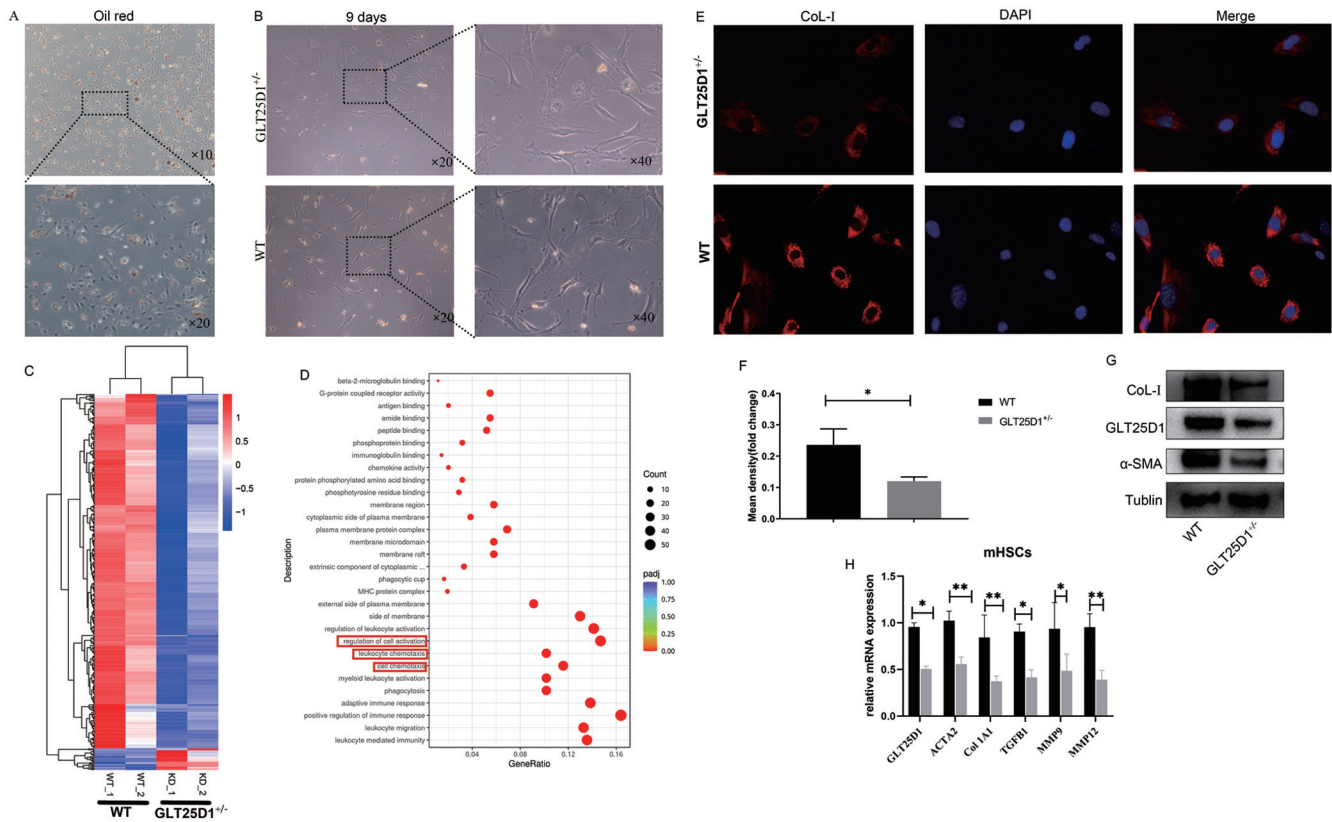 A
Oil red
×10
×20
B
9 days
GLT25D1+/-
×20
×40
WT
×20
×40
E
CoL-I
DAPI
Merge
GLT25D1+/-
WT
C
1
0.5
0
−0.5
−1
WT_1
WT_2
KD_1
KD_2
WT
GLT25D1+/-
D
Description
beta-2-microglobulin binding
G-protein coupled receptor activity
antigen binding
amide binding
peptide binding
phosphoprotein binding
immunoglobulin binding
chemokine activity
protein phosphorylated amino acid binding
phosphotyrosine residue binding
membrane region
cytoplasmic side of plasma membrane
plasma membrane protein complex
membrane microdomain
membrane raft
extrinsic component of cytoplasmic ...
phagocytic cup
MHC protein complex
external side of plasma membrane
side of membrane
regulation of leukocyte activation
regulation of cell activation
leukocyte chemotaxis
cell chemotaxis
myeloid leukocyte activation
phagocytosis
adaptive immune response
positive regulation of immune response
leukocyte migration
leukocyte mediated immunity
0.04 0.08 0.12 0.16
GeneRatio
Count
10
20
30
40
50
padj
1.00
0.75
0.50
0.25
0.00
F
Mean density(fold change)
0.4
0.3
0.2
0.1
0.0
*
WT
GLT25D1+/-
G
CoL-I
GLT25D1
α-SMA
Tublin
WT
GLT25D1+/-
H
mHSCs
relative mRNA expression
1.5
1.0
0.5
0.0
* ** ** * * **
GLT25D1
ACTA2
Col 1A1
TGFB1
MMP9
MMP12